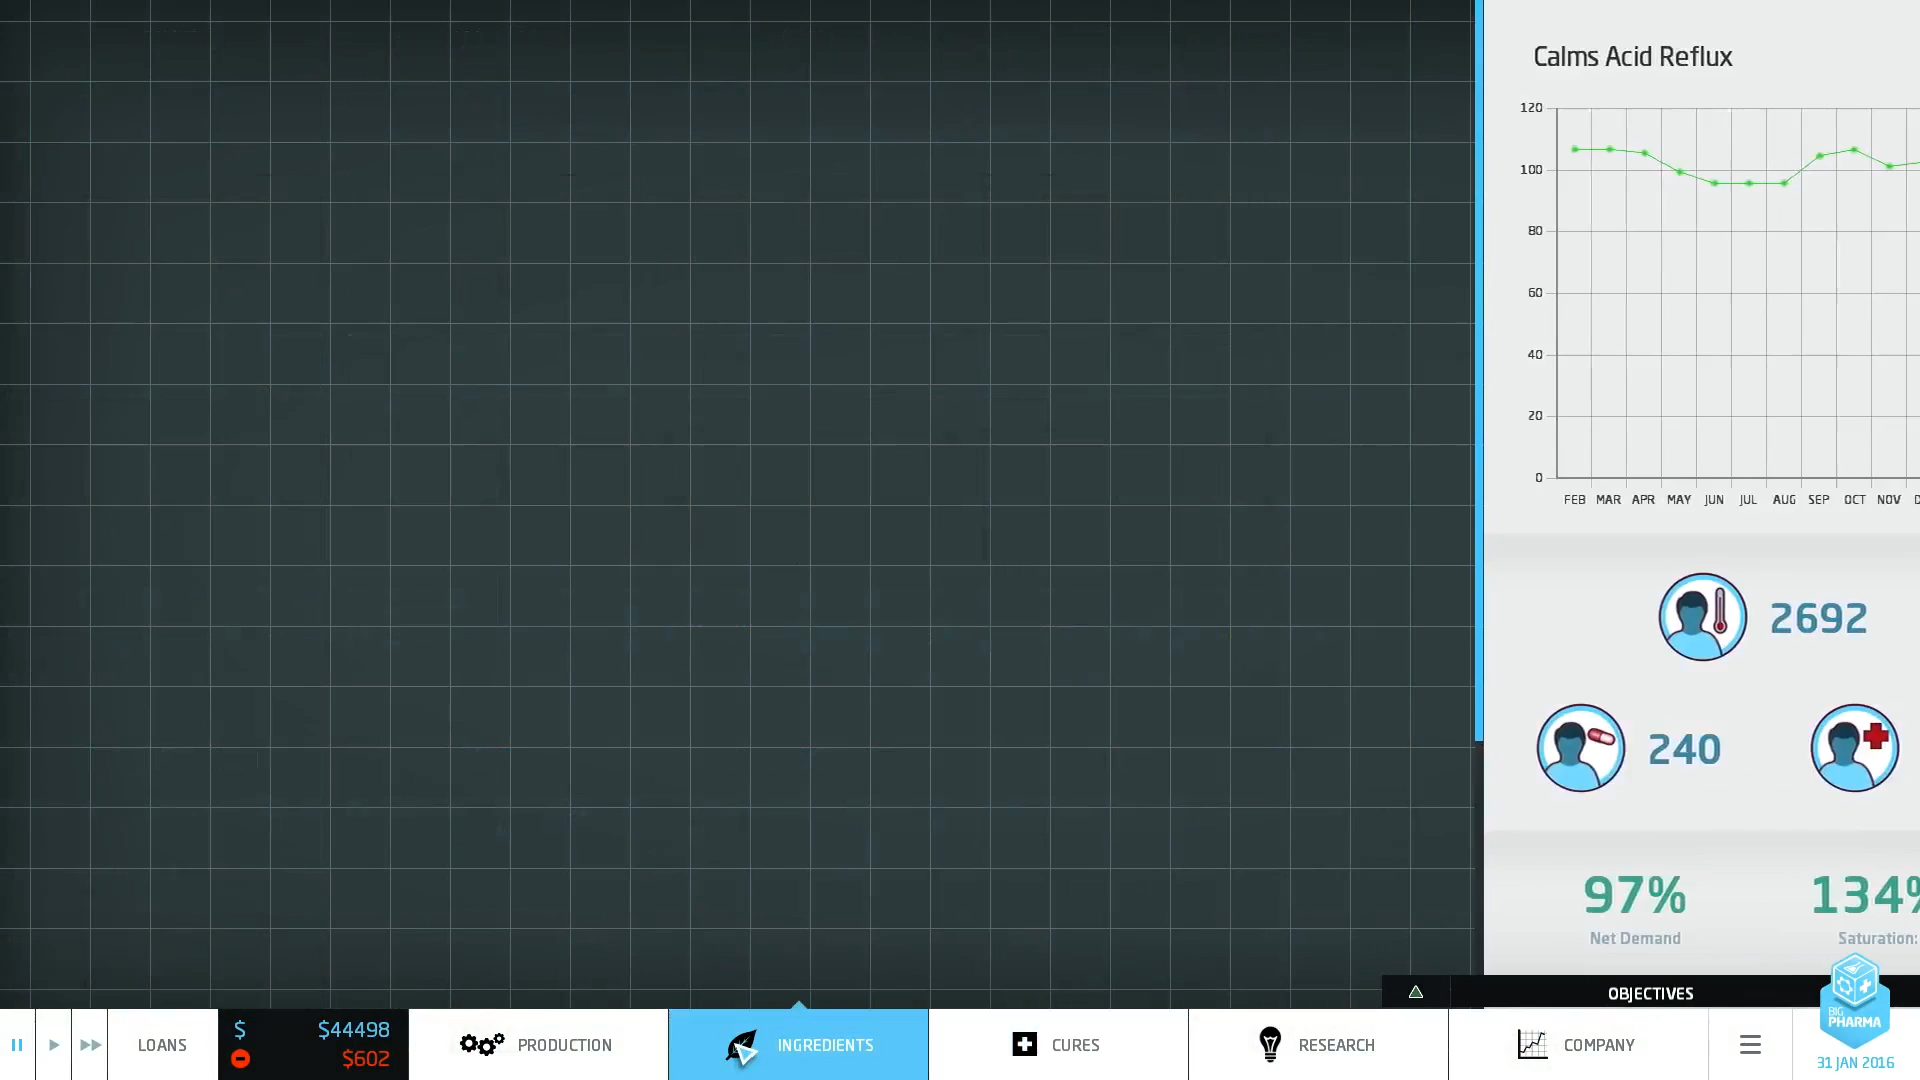 Calms Acid Reflux
120
100
80
60
40
20
0
FEB MAR APR MAY JUN JUL AUG SEP OCT NOV D
2692
240
97% 134%
Net Demand Saturation:
OBJECTIVES
LOANS
$ $44498
$602
PRODUCTION
INGREDIENTS
CURES
RESEARCH
COMPANY
BIG
PHARMA
31 JAN 2016